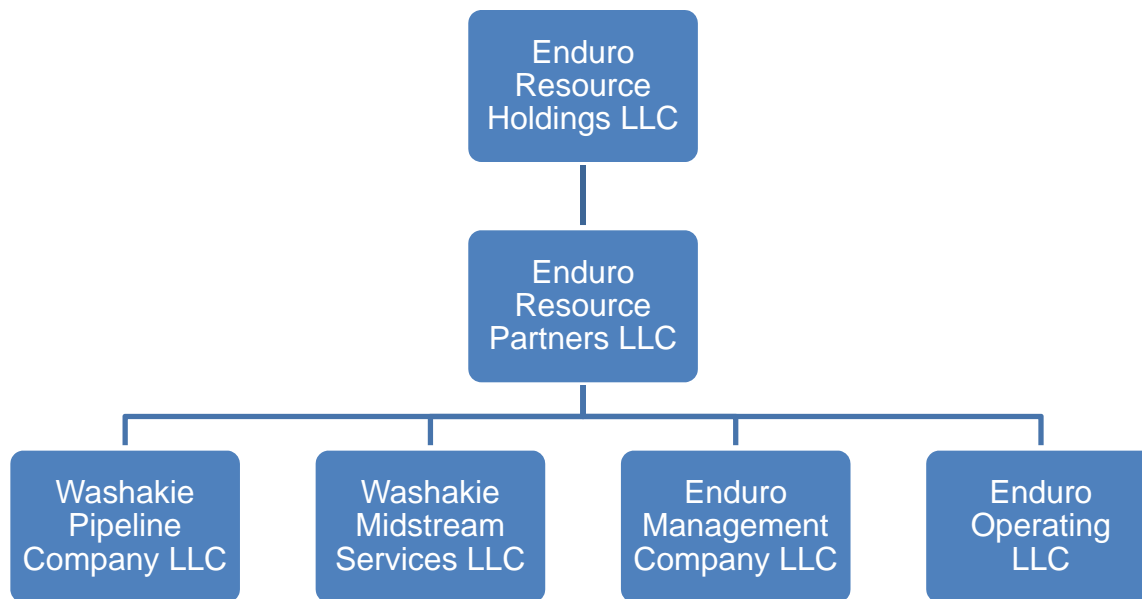 Enduro
Resource
Holdings LLC
Enduro
Resource
Partners LLC
Washakie
Pipeline
Company LLC
Washakie
Midstream
Services LLC
Enduro
Management
Company LLC
Enduro
Operating
LLC